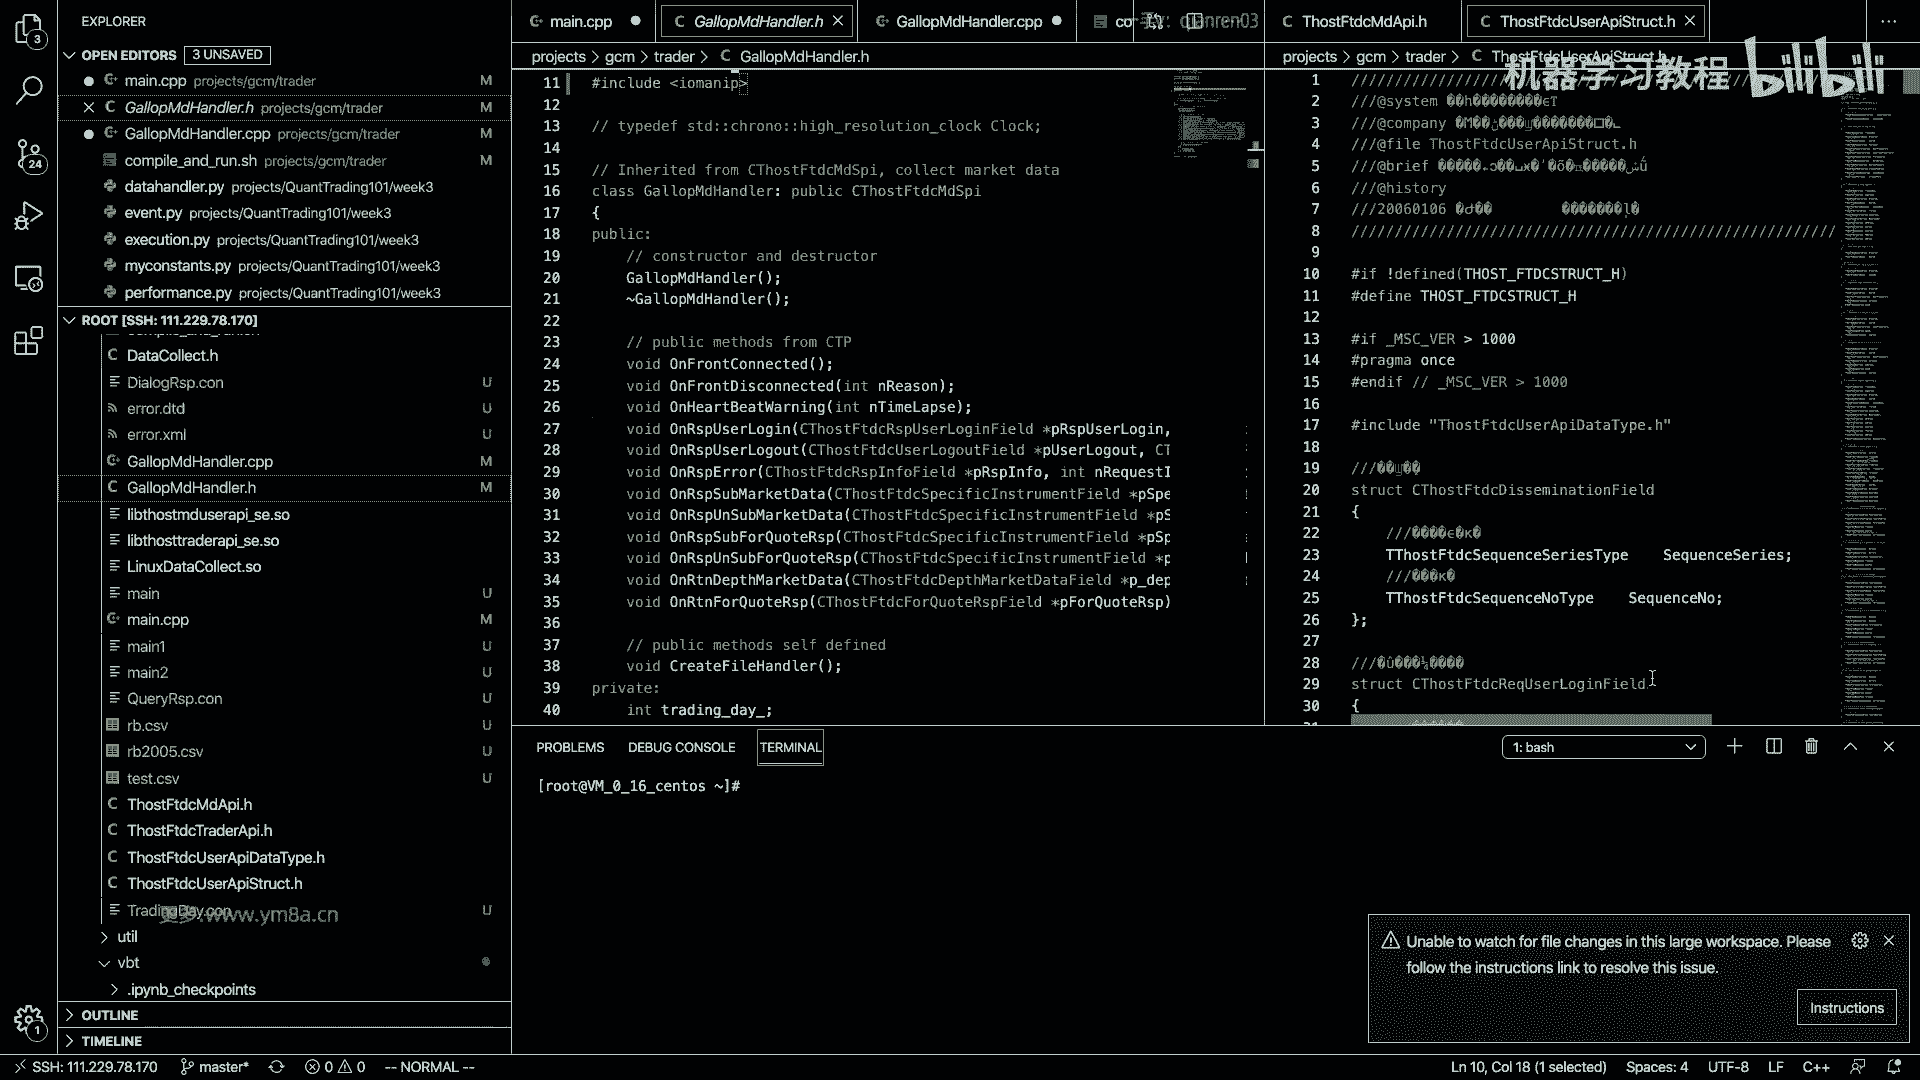 EXPLORER
OPEN EDITORS 3 UNSAVED
main.cpp projects/gcm/trader M
GallopMdHandler.h projects/gcm/trader M
GallopMdHandler.cpp projects/gcm/trader M
compile_and_run.sh projects/gcm/trader M
datahandler.py projects/QuantTrading101/week3
event.py projects/QuantTrading101/week3
execution.py projects/QuantTrading101/week3
myconstants.py projects/QuantTrading101/week3
performance.py projects/QuantTrading101/week3
ROOT [SSH: 111.229.78.170]
DataCollect.h
DialogRsp.con U
error.dtd U
error.xml U
GallopMdHandler.cpp M
GallopMdHandler.h M
libthostmduserapi_se.so
libthosttraderapi_se.so
LinuxDataCollect.so
main U
main.cpp M
main1 U
main2 U
QueryRsp.con U
rb.csv U
rb2005.csv U
test.csv U
ThostFtdcMdApi.h
ThostFtdcTraderApi.h
ThostFtdcUserApiDataType.h
ThostFtdcUserApiStruct.h
TradingDay.con U
www.ym8a.cn
util
vbt
.ipynb_checkpoints
OUTLINE
TIMELINE
main.cpp GallopMdHandler.h GallopMdHandler.cpp co
qianren03
projects > gcm > trader > GallopMdHandler.h
11 #include <iomanip>
12
13 // typedef std::chrono::high_resolution_clock Clock;
14
15 // Inherited from CThostFtdcMdSpi, collect market data
16 class GallopMdHandler: public CThostFtdcMdSpi
17 {
18 public:
19 // constructor and destructor
20 GallopMdHandler();
21 ~GallopMdHandler();
22
23 // public methods from CTP
24 void OnFrontConnected();
25 void OnFrontDisconnected(int nReason);
26 void OnHeartBeatWarning(int nTimeLapse);
27 void OnRspUserLogin(CThostFtdcRspUserLoginField *pRspUserLogin,
28 void OnRspUserLogout(CThostFtdcUserLogoutField *pUserLogout, CT
29 void OnRspError(CThostFtdcRspInfoField *pRspInfo, int nRequestI
30 void OnRspSubMarketData(CThostFtdcSpecificInstrumentField *pSpe
31 void OnRspUnSubMarketData(CThostFtdcSpecificInstrumentField *pS
32 void OnRspSubForQuoteRsp(CThostFtdcSpecificInstrumentField *pSp
33 void OnRspUnSubForQuoteRsp(CThostFtdcSpecificInstrumentField *p
34 void OnRtnDepthMarketData(CThostFtdcDepthMarketDataField *p_dep
35 void OnRtnForQuoteRsp(CThostFtdcForQuoteRspField *pForQuoteRsp)
36
37 // public methods self defined
38 void CreateFileHandler();
39 private:
40 int trading_day_;
ThostFtdcMdApi.h ThostFtdcUserApiStruct.h
projects > gcm > trader > ThostFtdcUserApiStruct.h
机器学习教程 bilibili
1
2 ///@system
3 ///@company
4 ///@file ThostFtdcUserApiStruct.h
5 ///@brief
6 ///@history
7 ///20060106
8
9
10 #if !defined(THOST_FTDCSTRUCT_H)
11 #define THOST_FTDCSTRUCT_H
12
13 #if _MSC_VER > 1000
14 #pragma once
15 #endif // _MSC_VER > 1000
16
17 #include "ThostFtdcUserApiDataType.h"
18
19 ///
20 struct CThostFtdcDisseminationField
21 {
22 ///
23 TThostFtdcSequenceSeriesType SequenceSeries;
24 ///
25 TThostFtdcSequenceNoType SequenceNo;
26 };
27
28 ///
29 struct CThostFtdcReqUserLoginField
30 {
PROBLEMS DEBUG CONSOLE TERMINAL 1: bash
[root@VM_0_16_centos ~]#
Unable to watch for file changes in this large workspace. Please
follow the instructions link to resolve this issue.
Instructions
SSH: 111.229.78.170 master* 0 0 -- NORMAL -- Ln 10, Col 18 (1 selected) Spaces: 4 UTF-8 LF C++